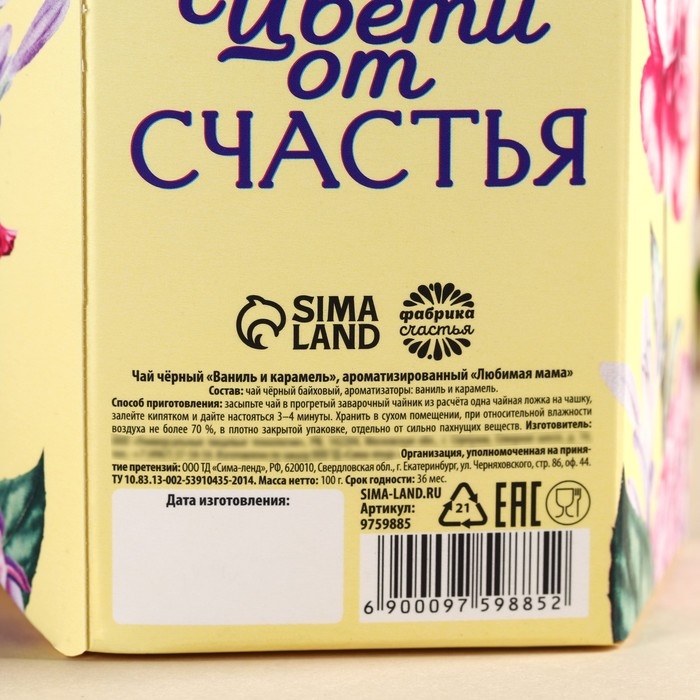 Цвети
от
СЧАСТЬЯ
SIMA
LAND
фабрика
счастья
Чай чёрный «Ваниль и карамель», ароматизированный «Любимая мама»
Состав: чай чёрный байховый, ароматизаторы: ваниль и карамель.
Способ приготовления: засыпьте чай в прогретый заварочный чайник из расчёта одна чайная ложка на чашку,
залейте кипятком и дайте настояться 3–4 минуты. Хранить в сухом помещении, при относительной влажности
воздуха не более 70 %, в плотно закрытой упаковке, отдельно от сильно пахнущих веществ. Изготовитель:
Организация, уполномоченная на приня-
тие претензий: ООО ТД «Сима-ленд», РФ, 620010, Свердловская обл., г. Екатеринбург, ул. Черняховского, стр. 86, оф. 44.
ТУ 10.83.13-002-53910435-2014. Масса нетто: 100 г. Срок годности: 36 мес.
Дата изготовления:
SIMA-LAND.RU
Артикул:
9759885
21
EAC
6 900097 598852